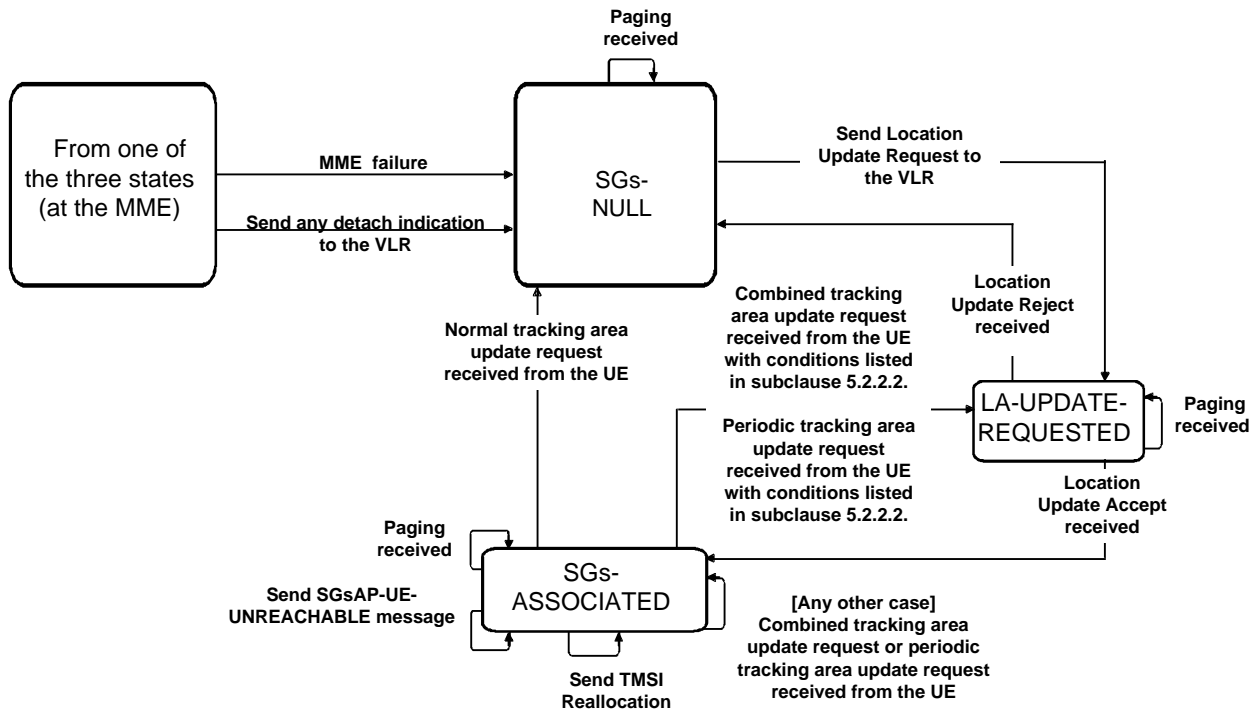 Paging
received
From one of
the three states
(at the MME)
MME failure
Send any detach indication
to the VLR
SGs-
NULL
Send Location
Update Request to
the VLR
Normal tracking area
update request
received from the UE
Combined tracking
area update request
received from the UE
with conditions listed
in subclause 5.2.2.2.
Location
Update Reject
received
Periodic tracking area
update request
received from the UE
with conditions listed
in subclause 5.2.2.2.
LA-UPDATE-
REQUESTED
Paging
received
Location
Update Accept
received
Paging
received
Send SGsAP-UE-
UNREACHABLE message
SGs-
ASSOCIATED
Send TMSI
Reallocation
[Any other case]
Combined tracking area
update request or periodic
tracking area update request
received from the UE